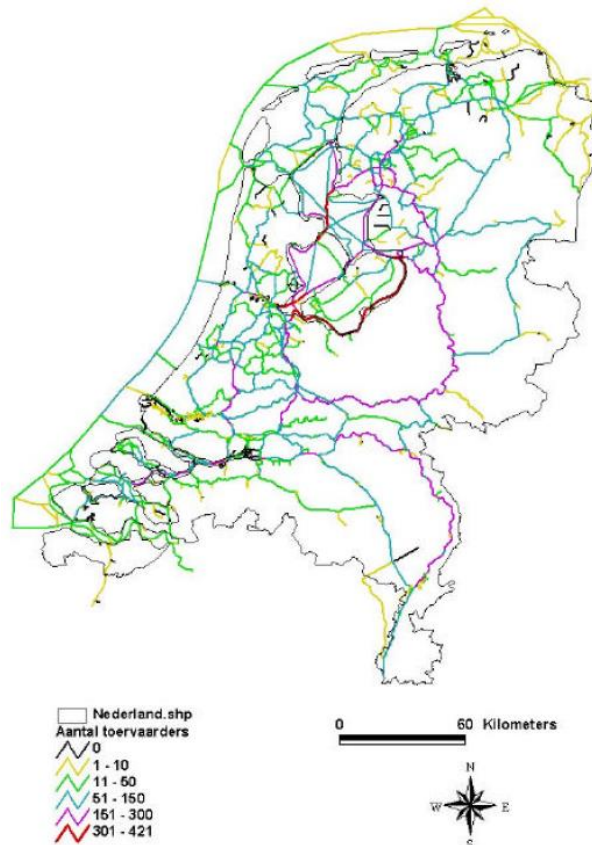 Nederland.shp
Aantal toervaarders
0
1 - 10
11 - 50
51 - 150
151 - 300
301 - 421
0 60 Kilometers
N
W E
S